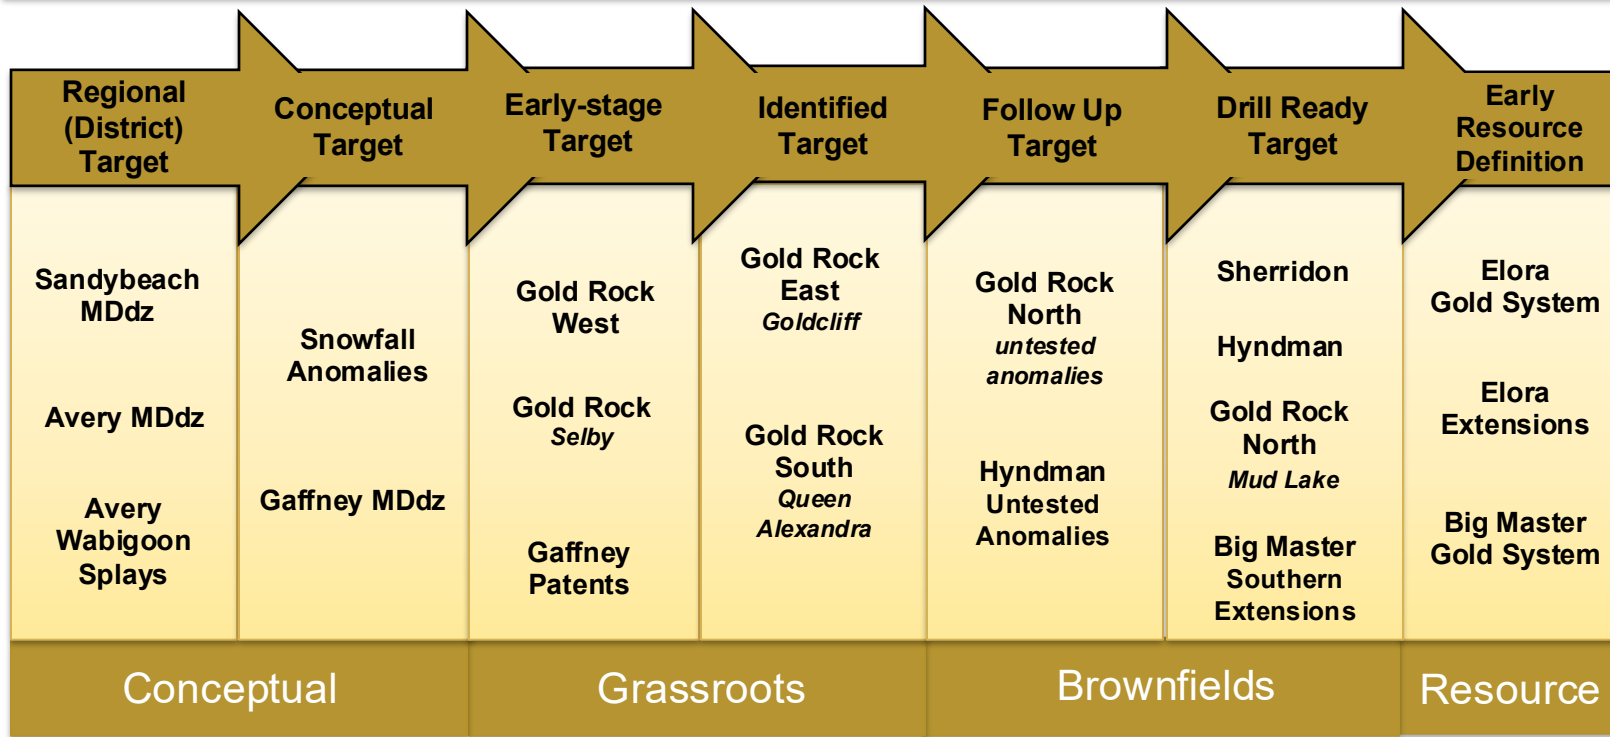 Regional
(District)
Target
Conceptual
Target
Early-stage
Target
Identified
Target
Follow Up
Target
Drill Ready
Target
Early
Resource
Definition
Sandybeach
MDdz
Avery MDdz
Avery
Wabigoon
Splays
Snowfall
Anomalies
Gaffney MDdz
Gold Rock
West
Gold Rock
Selby
Gaffney
Patents
Gold Rock
East
Goldcliff
Gold Rock
South
Queen
Alexandra
Gold Rock
North
untested
anomalies
Hyndman
Untested
Anomalies
Sherridon
Hyndman
Gold Rock
North
Mud Lake
Big Master
Southern
Extensions
Elora
Gold System
Elora
Extensions
Big Master
Gold System
Conceptual
Grassroots
Brownfields
Resource